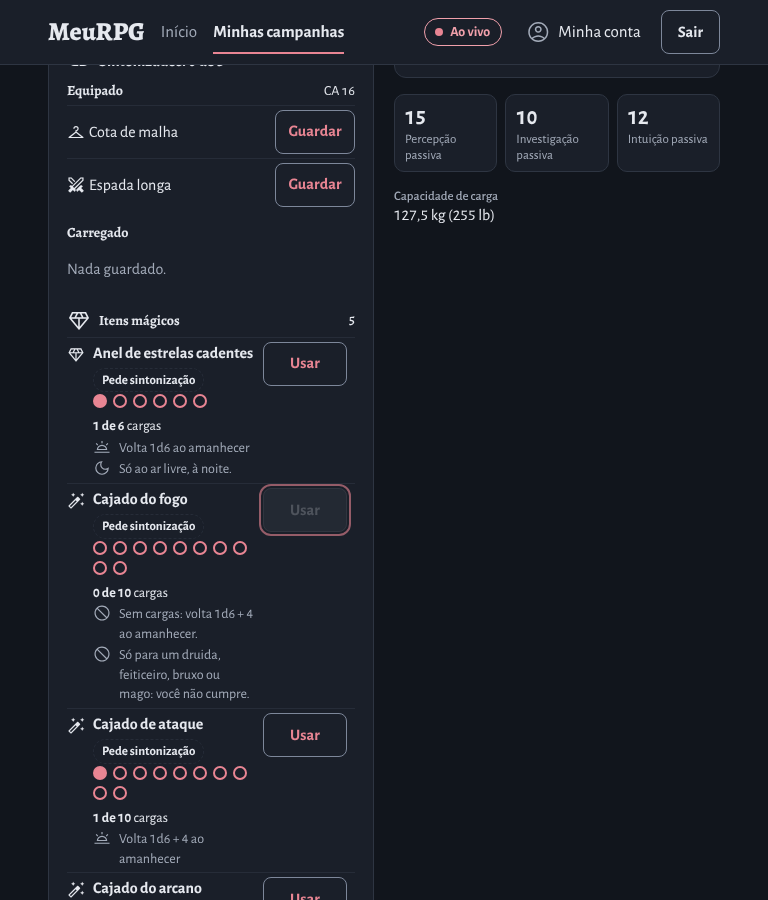 MeuRPG Início Minhas campanhas Ao vivo Minha conta Sair
Equipado CA 16
Cota de malha Guardar
Espada longa Guardar
Carregado
Nada guardado.
Itens mágicos 5
Anel de estrelas cadentes Usar
Pede sintonização
1 de 6 cargas
Volta 1d6 ao amanhecer
Só ao ar livre, à noite.
Cajado do fogo Usar
Pede sintonização
0 de 10 cargas
Sem cargas: volta 1d6 + 4
ao amanhecer.
Só para um druida,
feiticeiro, bruxo ou
mago: você não cumpre.
Cajado de ataque Usar
Pede sintonização
1 de 10 cargas
Volta 1d6 + 4 ao
amanhecer
Cajado do arcano Usar
15
Percepção
passiva
10
Investigação
passiva
12
Intuição passiva
Capacidade de carga
127,5 kg (255 lb)